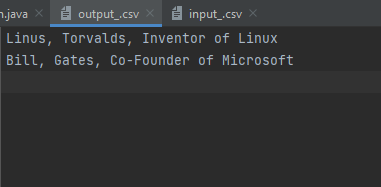 n.java output_.csv input_.csv
Linus, Torvalds, Inventor of Linux
Bill, Gates, Co-Founder of Microsoft